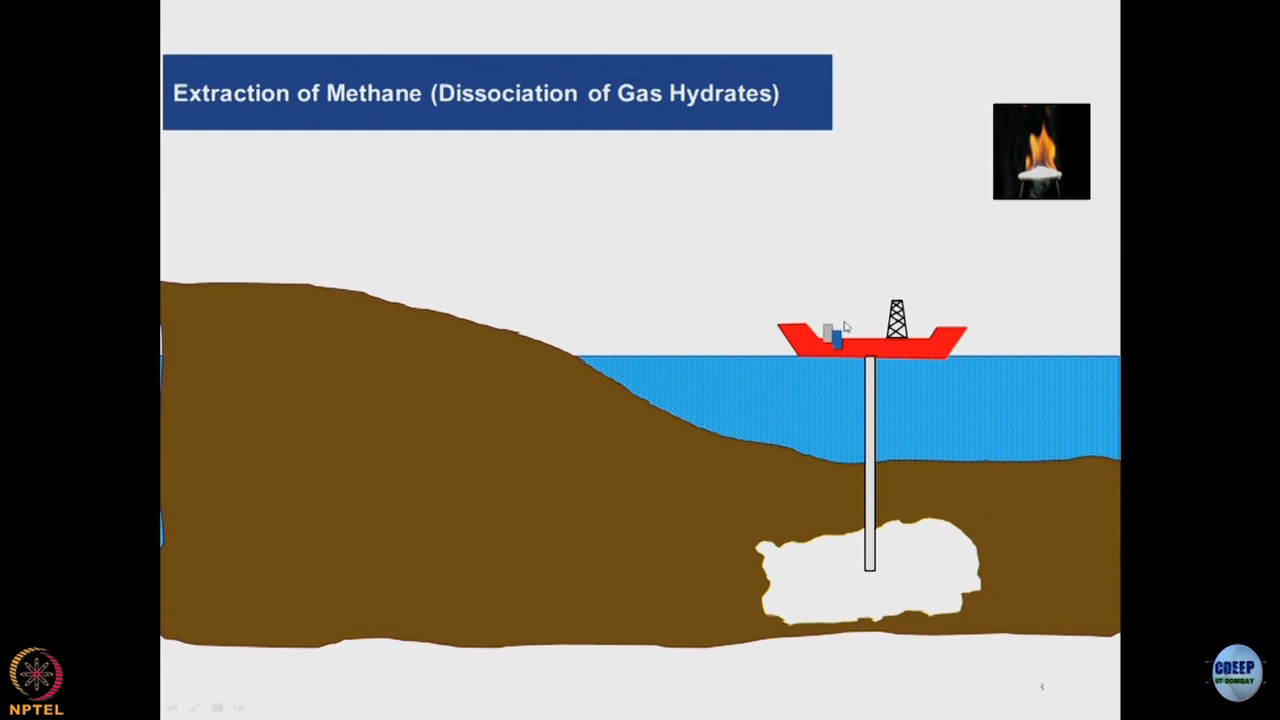 Extraction of Methane (Dissociation of Gas Hydrates)
3
NPTEL
CDEEP
IIT BOMBAY